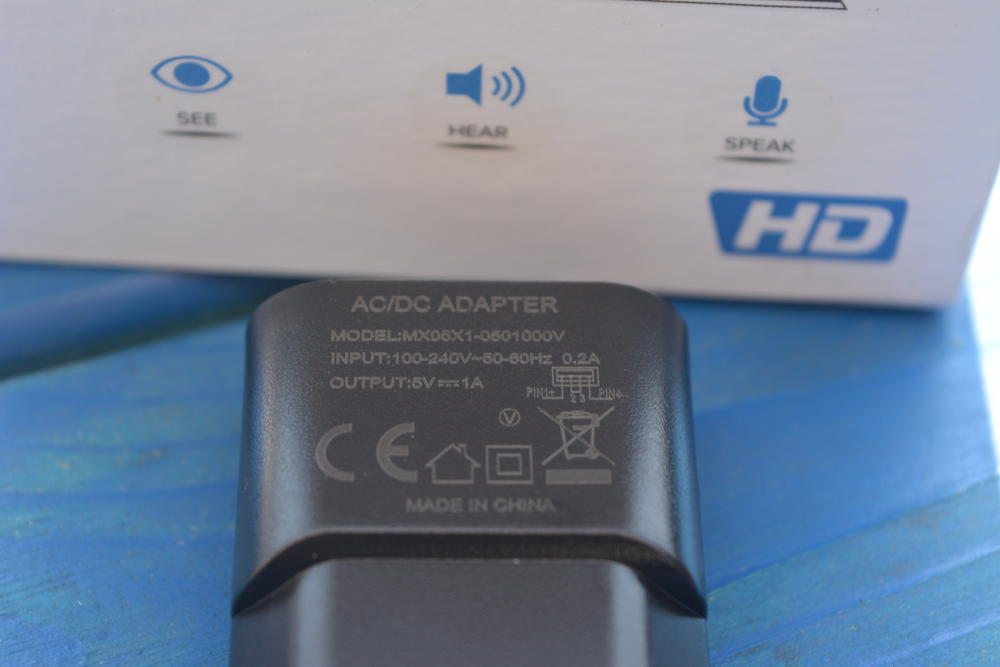 SEE
HEAR
SPEAK
HD
AC/DC ADAPTER
MODEL:MX05X1-0501000V
INPUT:100-240V~50-60Hz 0.2A
OUTPUT:5V⎓1A
PIN1+ 2 3 PIN4-
V
CE
MADE IN CHINA